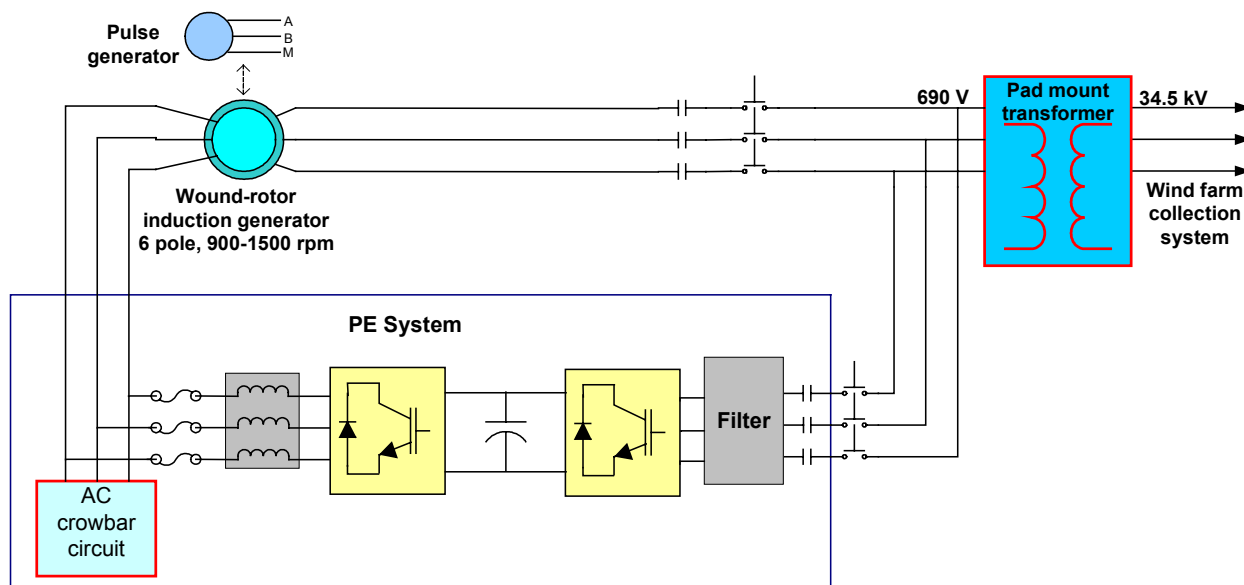 Pulse
generator
A
B
M
690 V
Pad mount
transformer
34.5 kV
Wound-rotor
induction generator
6 pole, 900-1500 rpm
Wind farm
collection
system
PE System
Filter
AC
crowbar
circuit